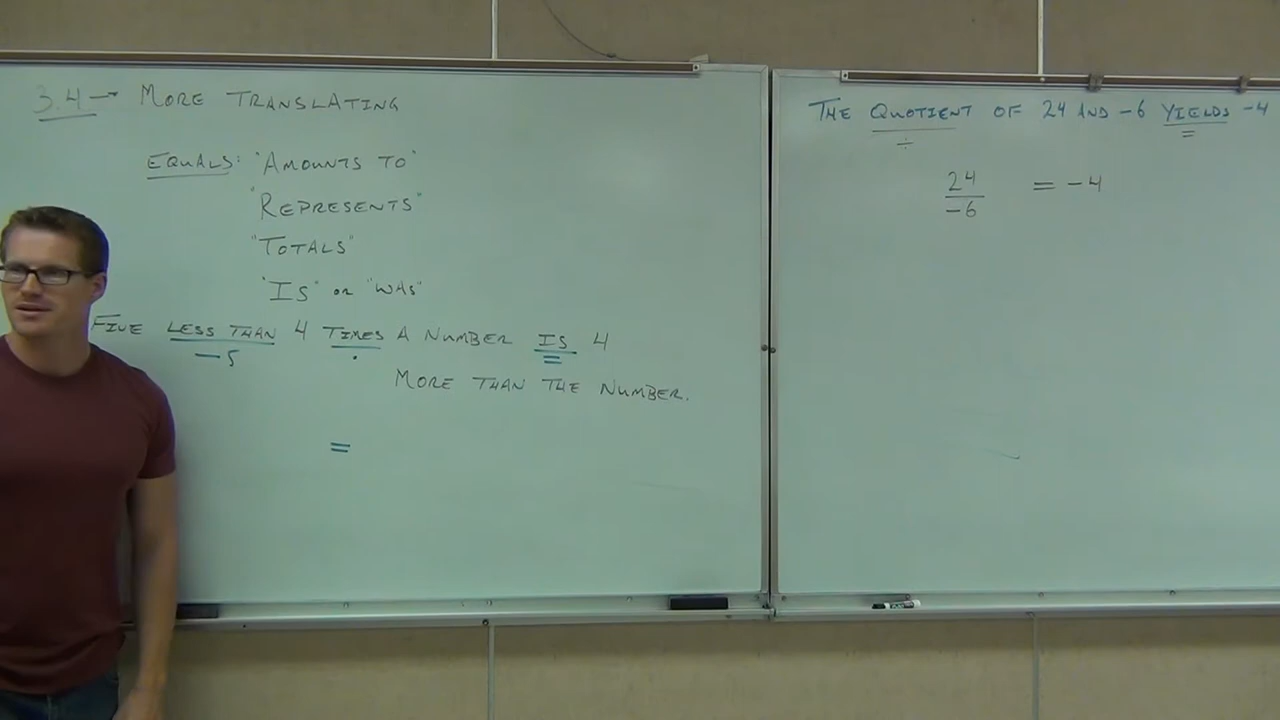 3.4 → MORE TRANSLATING
EQUALS: "AMOUNTS TO"
"REPRESENTS"
"TOTALS"
"IS" OR "WAS"
FIVE LESS THAN 4 TIMES A NUMBER IS 4
-5 · =
MORE THAN THE NUMBER.
=
THE QUOTIENT OF 24 AND -6 YIELDS -4
÷ =
24
= -4
-6